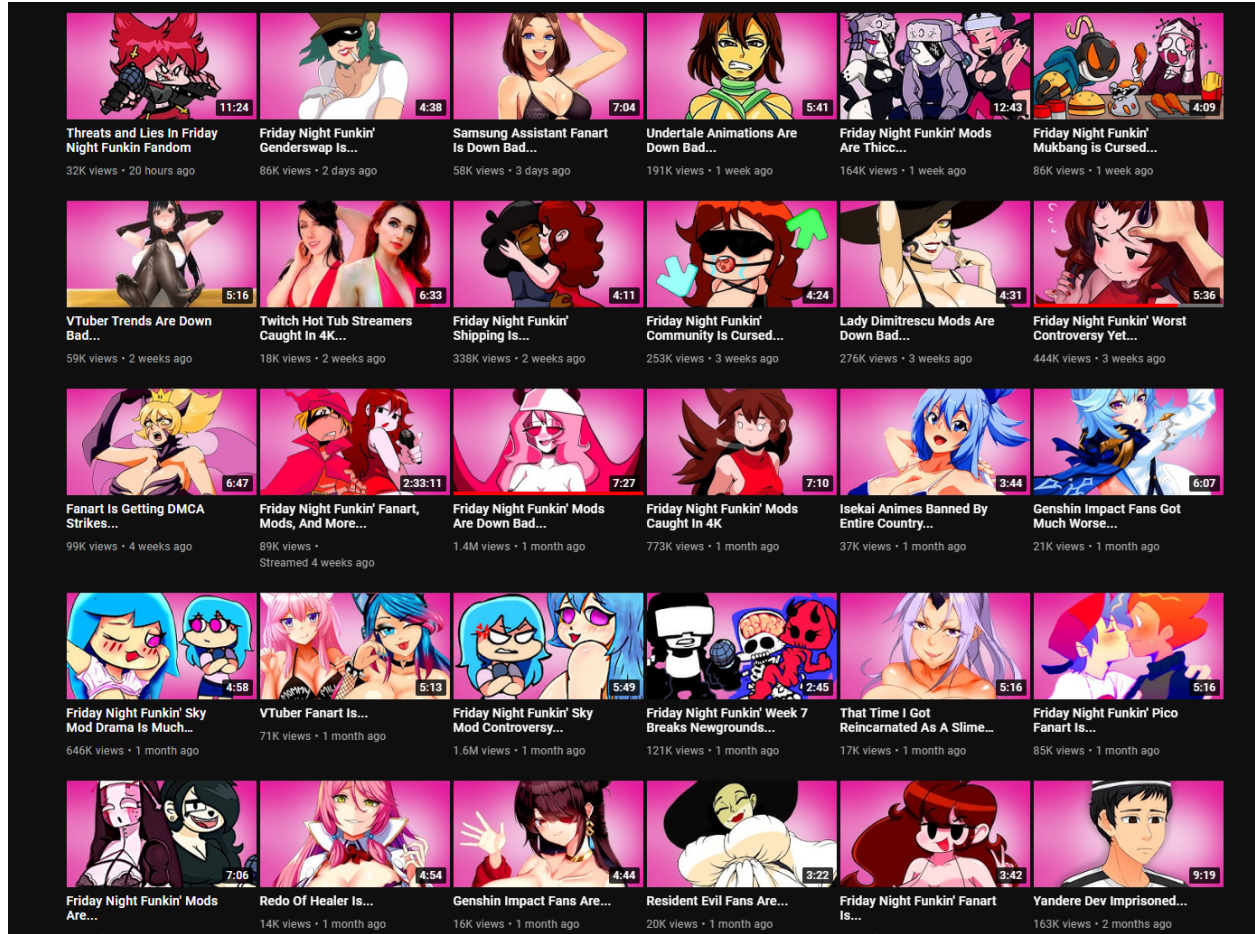 11:24
4:38
7:04
5:41
12:43
4:09
Threats and Lies In Friday
Night Funkin Fandom
32K views • 20 hours ago
Friday Night Funkin'
Genderswap Is...
86K views • 2 days ago
Samsung Assistant Fanart
Is Down Bad...
58K views • 3 days ago
Undertale Animations Are
Down Bad...
191K views • 1 week ago
Friday Night Funkin' Mods
Are Thicc...
164K views • 1 week ago
Friday Night Funkin'
Mukbang is Cursed...
86K views • 1 week ago
5:16
6:33
4:11
4:24
4:31
5:36
VTuber Trends Are Down
Bad...
59K views • 2 weeks ago
Twitch Hot Tub Streamers
Caught In 4K...
18K views • 2 weeks ago
Friday Night Funkin'
Shipping Is...
338K views • 2 weeks ago
Friday Night Funkin'
Community Is Cursed...
253K views • 3 weeks ago
Lady Dimitrescu Mods Are
Down Bad...
276K views • 3 weeks ago
Friday Night Funkin' Worst
Controversy Yet...
444K views • 3 weeks ago
6:47
2:33:11
7:27
7:10
3:44
6:07
Fanart Is Getting DMCA
Strikes...
99K views • 4 weeks ago
Friday Night Funkin' Fanart,
Mods, And More...
89K views •
Streamed 4 weeks ago
Friday Night Funkin' Mods
Are Down Bad...
1.4M views • 1 month ago
Friday Night Funkin' Mods
Caught In 4K
773K views • 1 month ago
Isekai Animes Banned By
Entire Country...
37K views • 1 month ago
Genshin Impact Fans Got
Much Worse...
21K views • 1 month ago
4:58
5:13
5:49
2:45
5:16
5:16
Friday Night Funkin' Sky
Mod Drama Is Much...
646K views • 1 month ago
VTuber Fanart Is...
71K views • 1 month ago
Friday Night Funkin' Sky
Mod Controversy...
1.6M views • 1 month ago
Friday Night Funkin' Week 7
Breaks Newgrounds...
121K views • 1 month ago
That Time I Got
Reincarnated As A Slime...
17K views • 1 month ago
Friday Night Funkin' Pico
Fanart Is...
85K views • 1 month ago
7:06
4:54
4:44
3:22
3:42
9:19
Friday Night Funkin' Mods
Are...
Redo Of Healer Is...
14K views • 1 month ago
Genshin Impact Fans Are...
16K views • 1 month ago
Resident Evil Fans Are...
20K views • 1 month ago
Friday Night Funkin' Fanart
Is...
Yandere Dev Imprisoned...
163K views • 2 months ago